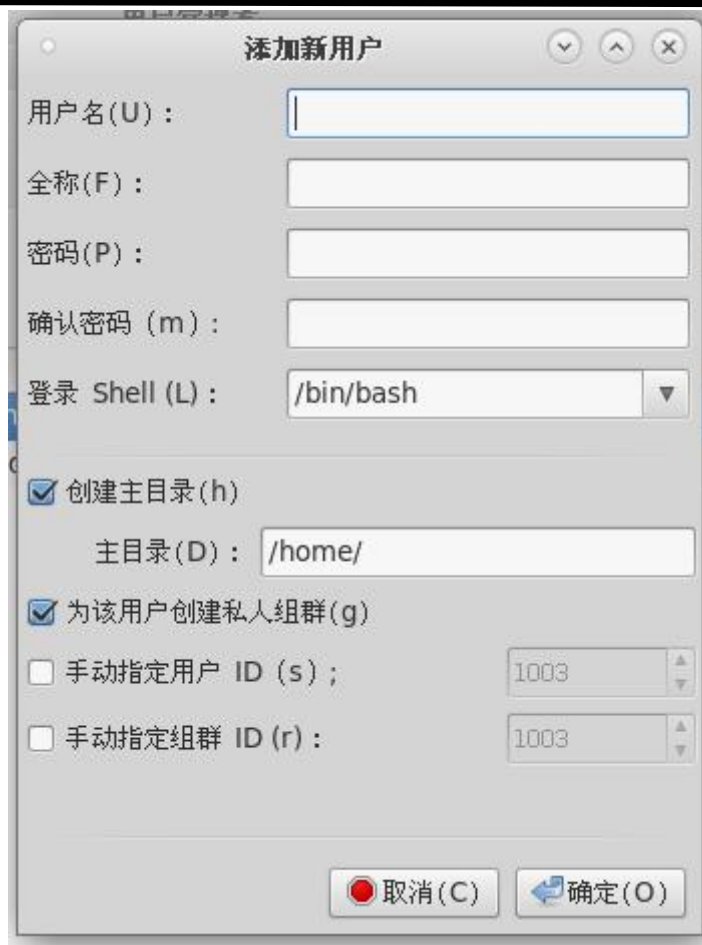 添加新用户
用户名(U)：
全称(F)：
密码(P)：
确认密码 (m)：
登录 Shell (L)： /bin/bash
创建主目录(h)
主目录(D)： /home/
为该用户创建私人组群(g)
手动指定用户 ID (s)； 1003
手动指定组群 ID (r)： 1003
取消(C) 确定(O)